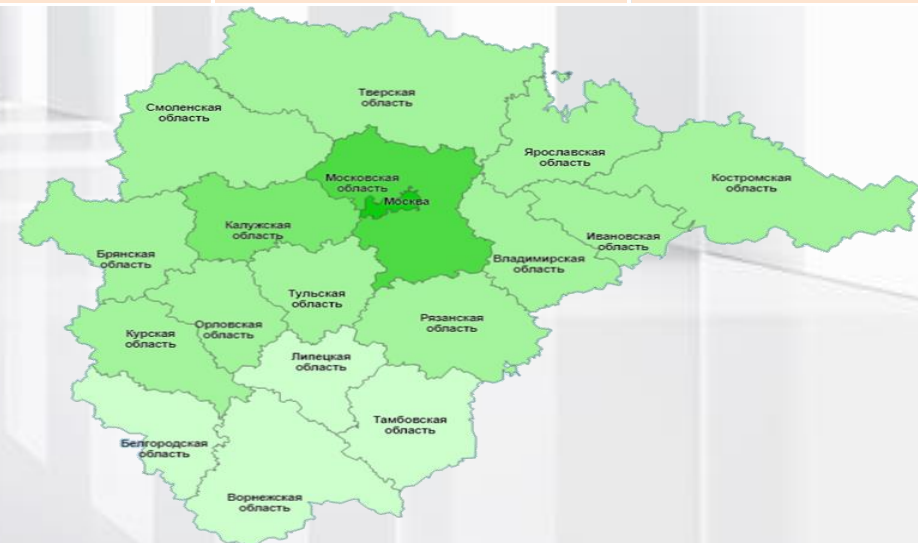 Тверская
область
Смоленская
область
Ярославская
область
Московская
область
Костромская
область
Москва
Калужская
область
Ивановская
область
Брянская
область
Владимирская
область
Тульская
область
Рязанская
область
Орловская
область
Курская
область
Липецкая
область
Тамбовская
область
Белгородская
область
Ворнежская
область